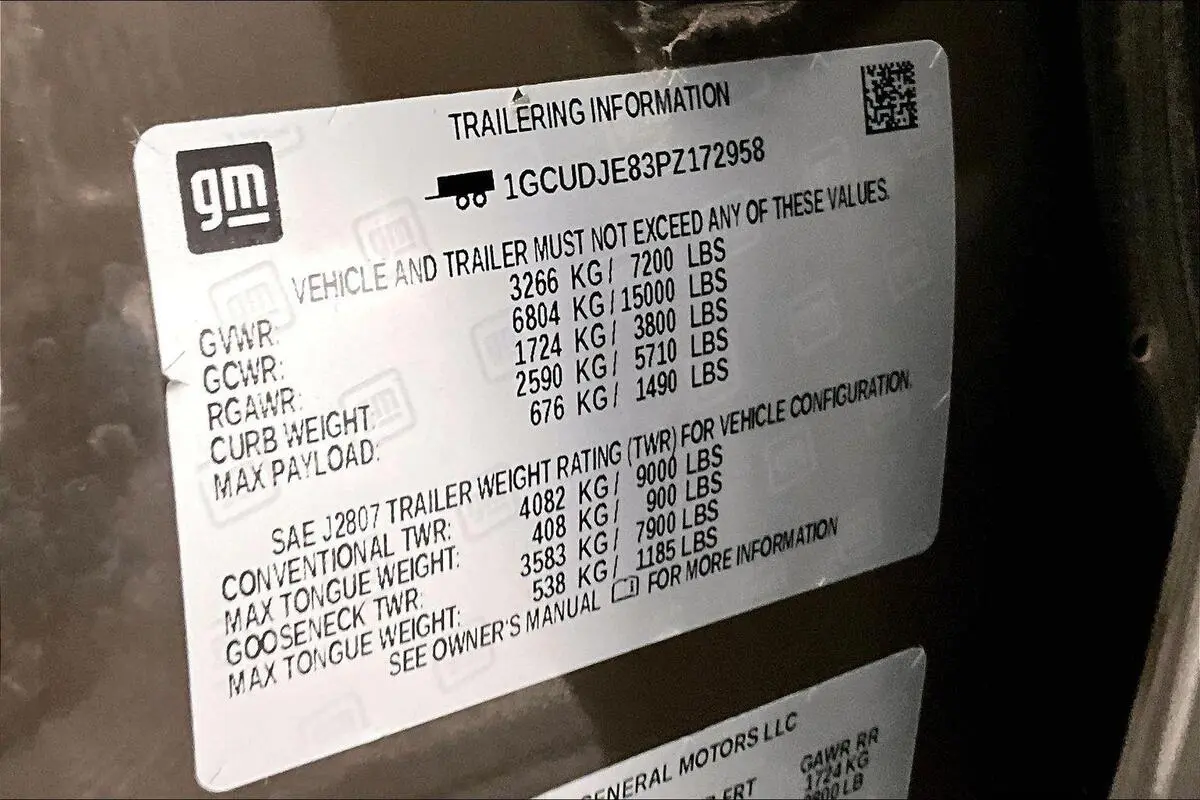 gm
TRAILERING INFORMATION
1GCUDJE83PZ172958
VEHICLE AND TRAILER MUST NOT EXCEED ANY OF THESE VALUES.
GVWR: 3266 KG/ 7200 LBS
GCWR: 6804 KG/ 15000 LBS
RGAWR: 1724 KG/ 3800 LBS
CURB WEIGHT: 2590 KG/ 5710 LBS
MAX PAYLOAD: 676 KG/ 1490 LBS
SAE J2807 TRAILER WEIGHT RATING (TWR) FOR VEHICLE CONFIGURATION.
CONVENTIONAL TWR: 4082 KG/ 9000 LBS
MAX TONGUE WEIGHT: 408 KG/ 900 LBS
GOOSENECK TWR: 3583 KG/ 7900 LBS
MAX TONGUE WEIGHT: 538 KG/ 1185 LBS
SEE OWNER'S MANUAL FOR MORE INFORMATION
GENERAL MOTORS LLC
GAWR RR
1724 KG